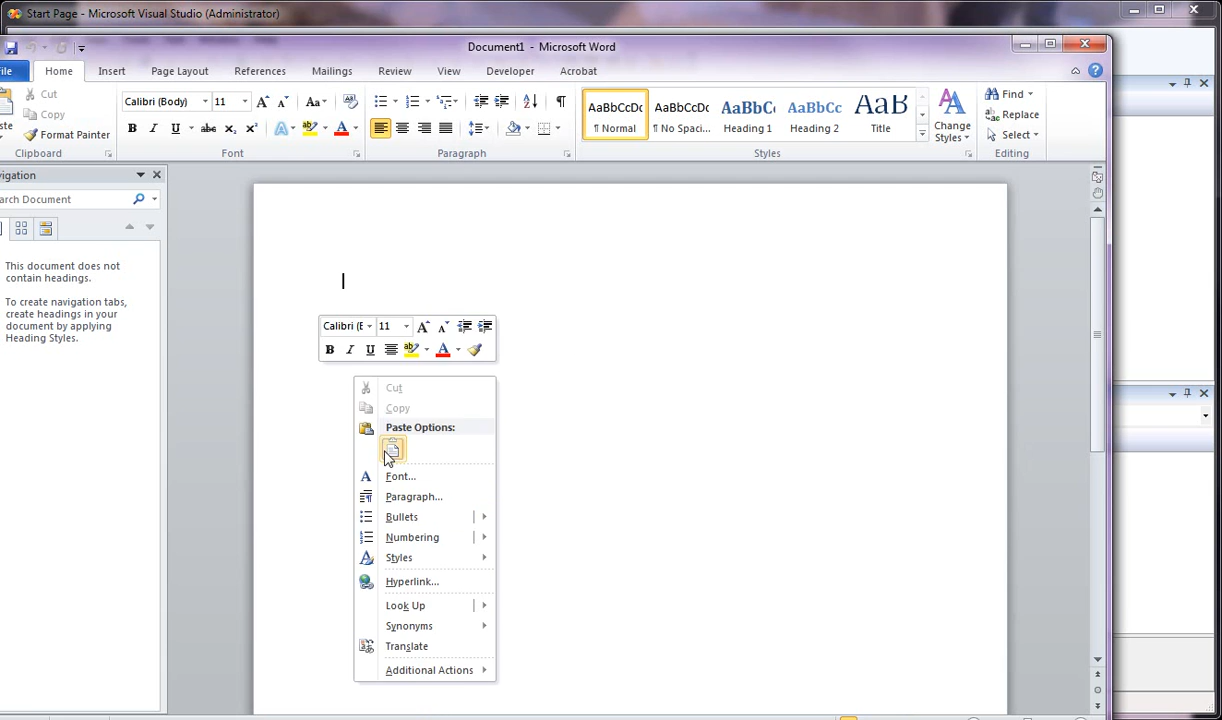 Start Page - Microsoft Visual Studio (Administrator)
Document1 - Microsoft Word
File Home Insert Page Layout References Mailings Review View Developer Acrobat
Cut
Copy
Format Painter
Clipboard
Calibri (Body) 11
Font
Paragraph
AaBbCcDc AaBbCcDc AaBbC AaBbCc AaB
¶ Normal ¶ No Spaci... Heading 1 Heading 2 Title
Styles
Change
Styles
Find
Replace
Select
Editing
vigation
arch Document
This document does not
contain headings.
To create navigation tabs,
create headings in your
document by applying
Heading Styles.
Calibri (E 11
Cut
Copy
Paste Options:
Font...
Paragraph...
Bullets
Numbering
Styles
Hyperlink...
Look Up
Synonyms
Translate
Additional Actions